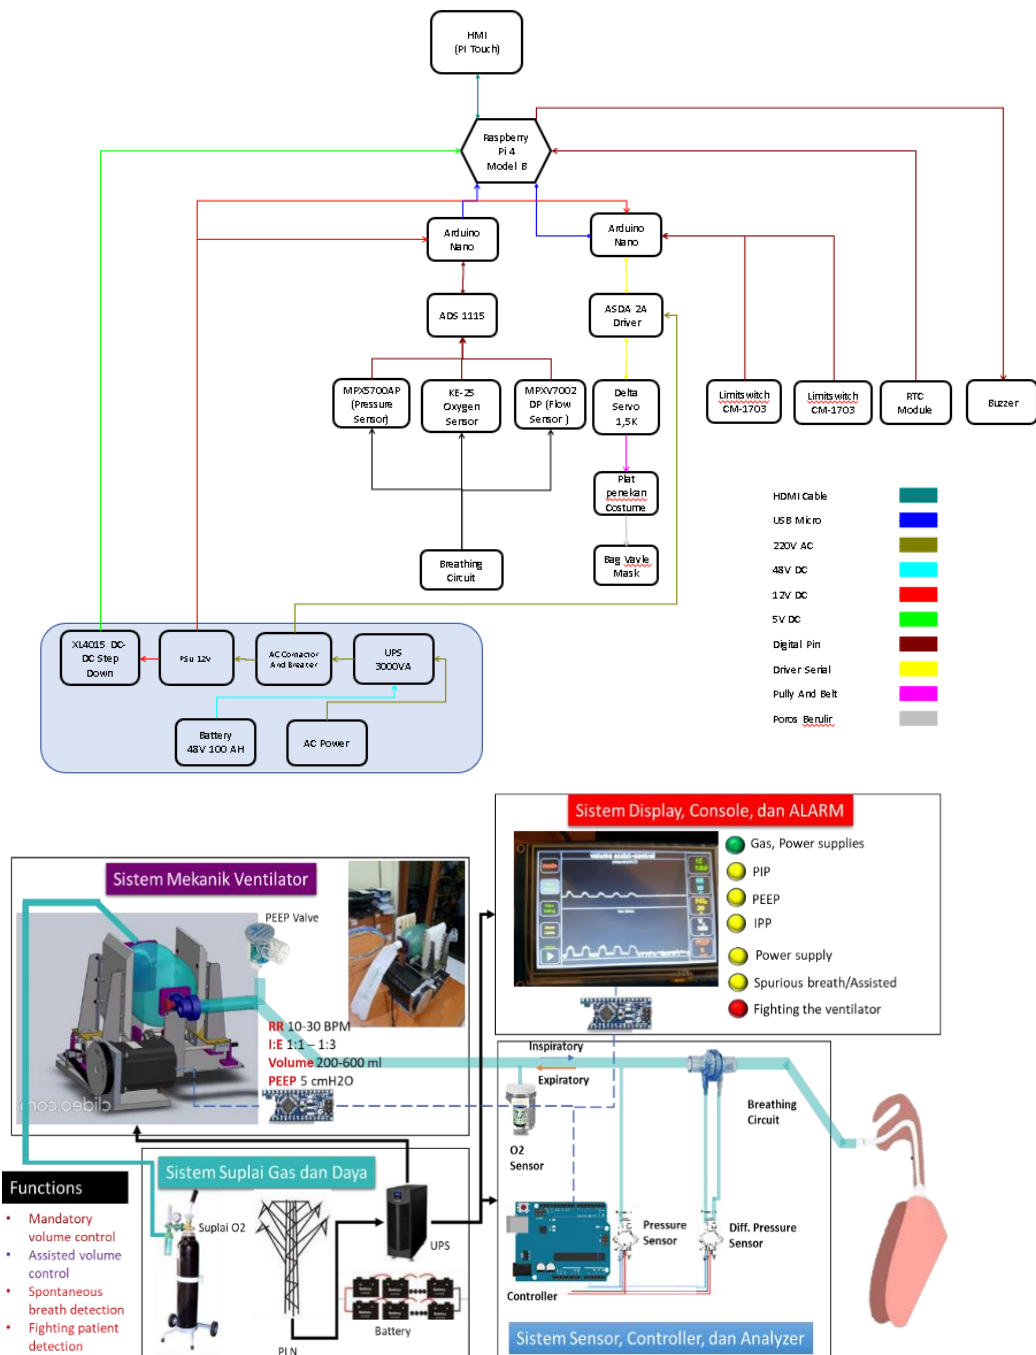 HMI
(PI Touch)
Raspberry
Pi 4
Model B
Arduino
Nano
Arduino
Nano
ADS 1115
ASDA 2A
Driver
MPX5700AP
(Pressure
Sensor)
KE-25
Oxygen
Sensor
MPXV7002
DP (Flow
Sensor )
Delta
Servo
1,5K
Limitswitch
CM-1703
Limitswitch
CM-1703
RTC
Module
Buzzer
Plat
penekan
Costume
Breathing
Circuit
Bag Vavle
Mask
HDMI Cable
USB Micro
220V AC
48V DC
12V DC
5V DC
Digital Pin
Driver Serial
Pully And Belt
Poros Berulir
XL4015 DC-
DC Step
Down
PSu 12V
AC Contactor
And Breaker
UPS
3000VA
Battery
48V 100 AH
AC Power
Sistem Display, Console, dan ALARM
volume assist-control
Gas, Power supplies
PIP
PEEP
IPP
Power supply
Spurious breath/Assisted
Fighting the ventilator
Sistem Mekanik Ventilator
PEEP Valve
RR 10-30 BPM
I:E 1:1 – 1:3
Volume 200-600 ml
PEEP 5 cmH2O
clideo.com
Inspiratory
Expiratory
O2
Sensor
Breathing
Circuit
Pressure
Sensor
Diff. Pressure
Sensor
Controller
Sistem Sensor, Controller, dan Analyzer
Sistem Suplai Gas dan Daya
Suplai O2
UPS
Battery
PLN
Functions
• Mandatory
volume control
• Assisted volume
control
• Spontaneous
breath detection
• Fighting patient
detection